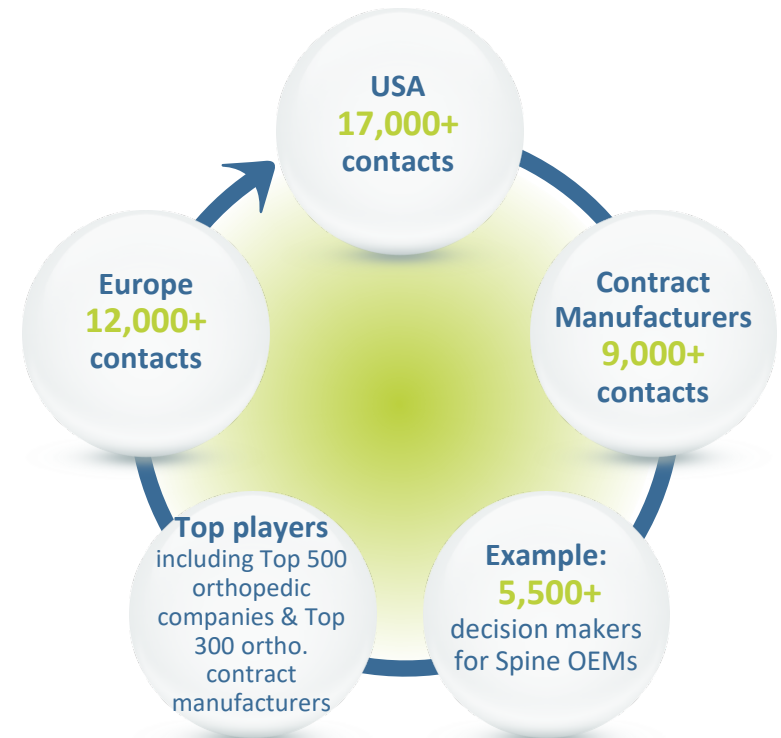 USA
17,000+
contacts
Contract
Manufacturers
9,000+
contacts
Example:
5,500+
decision makers
for Spine OEMs
Top players
including Top 500
orthopedic
companies & Top
300 ortho.
contract
manufacturers
Europe
12,000+
contacts